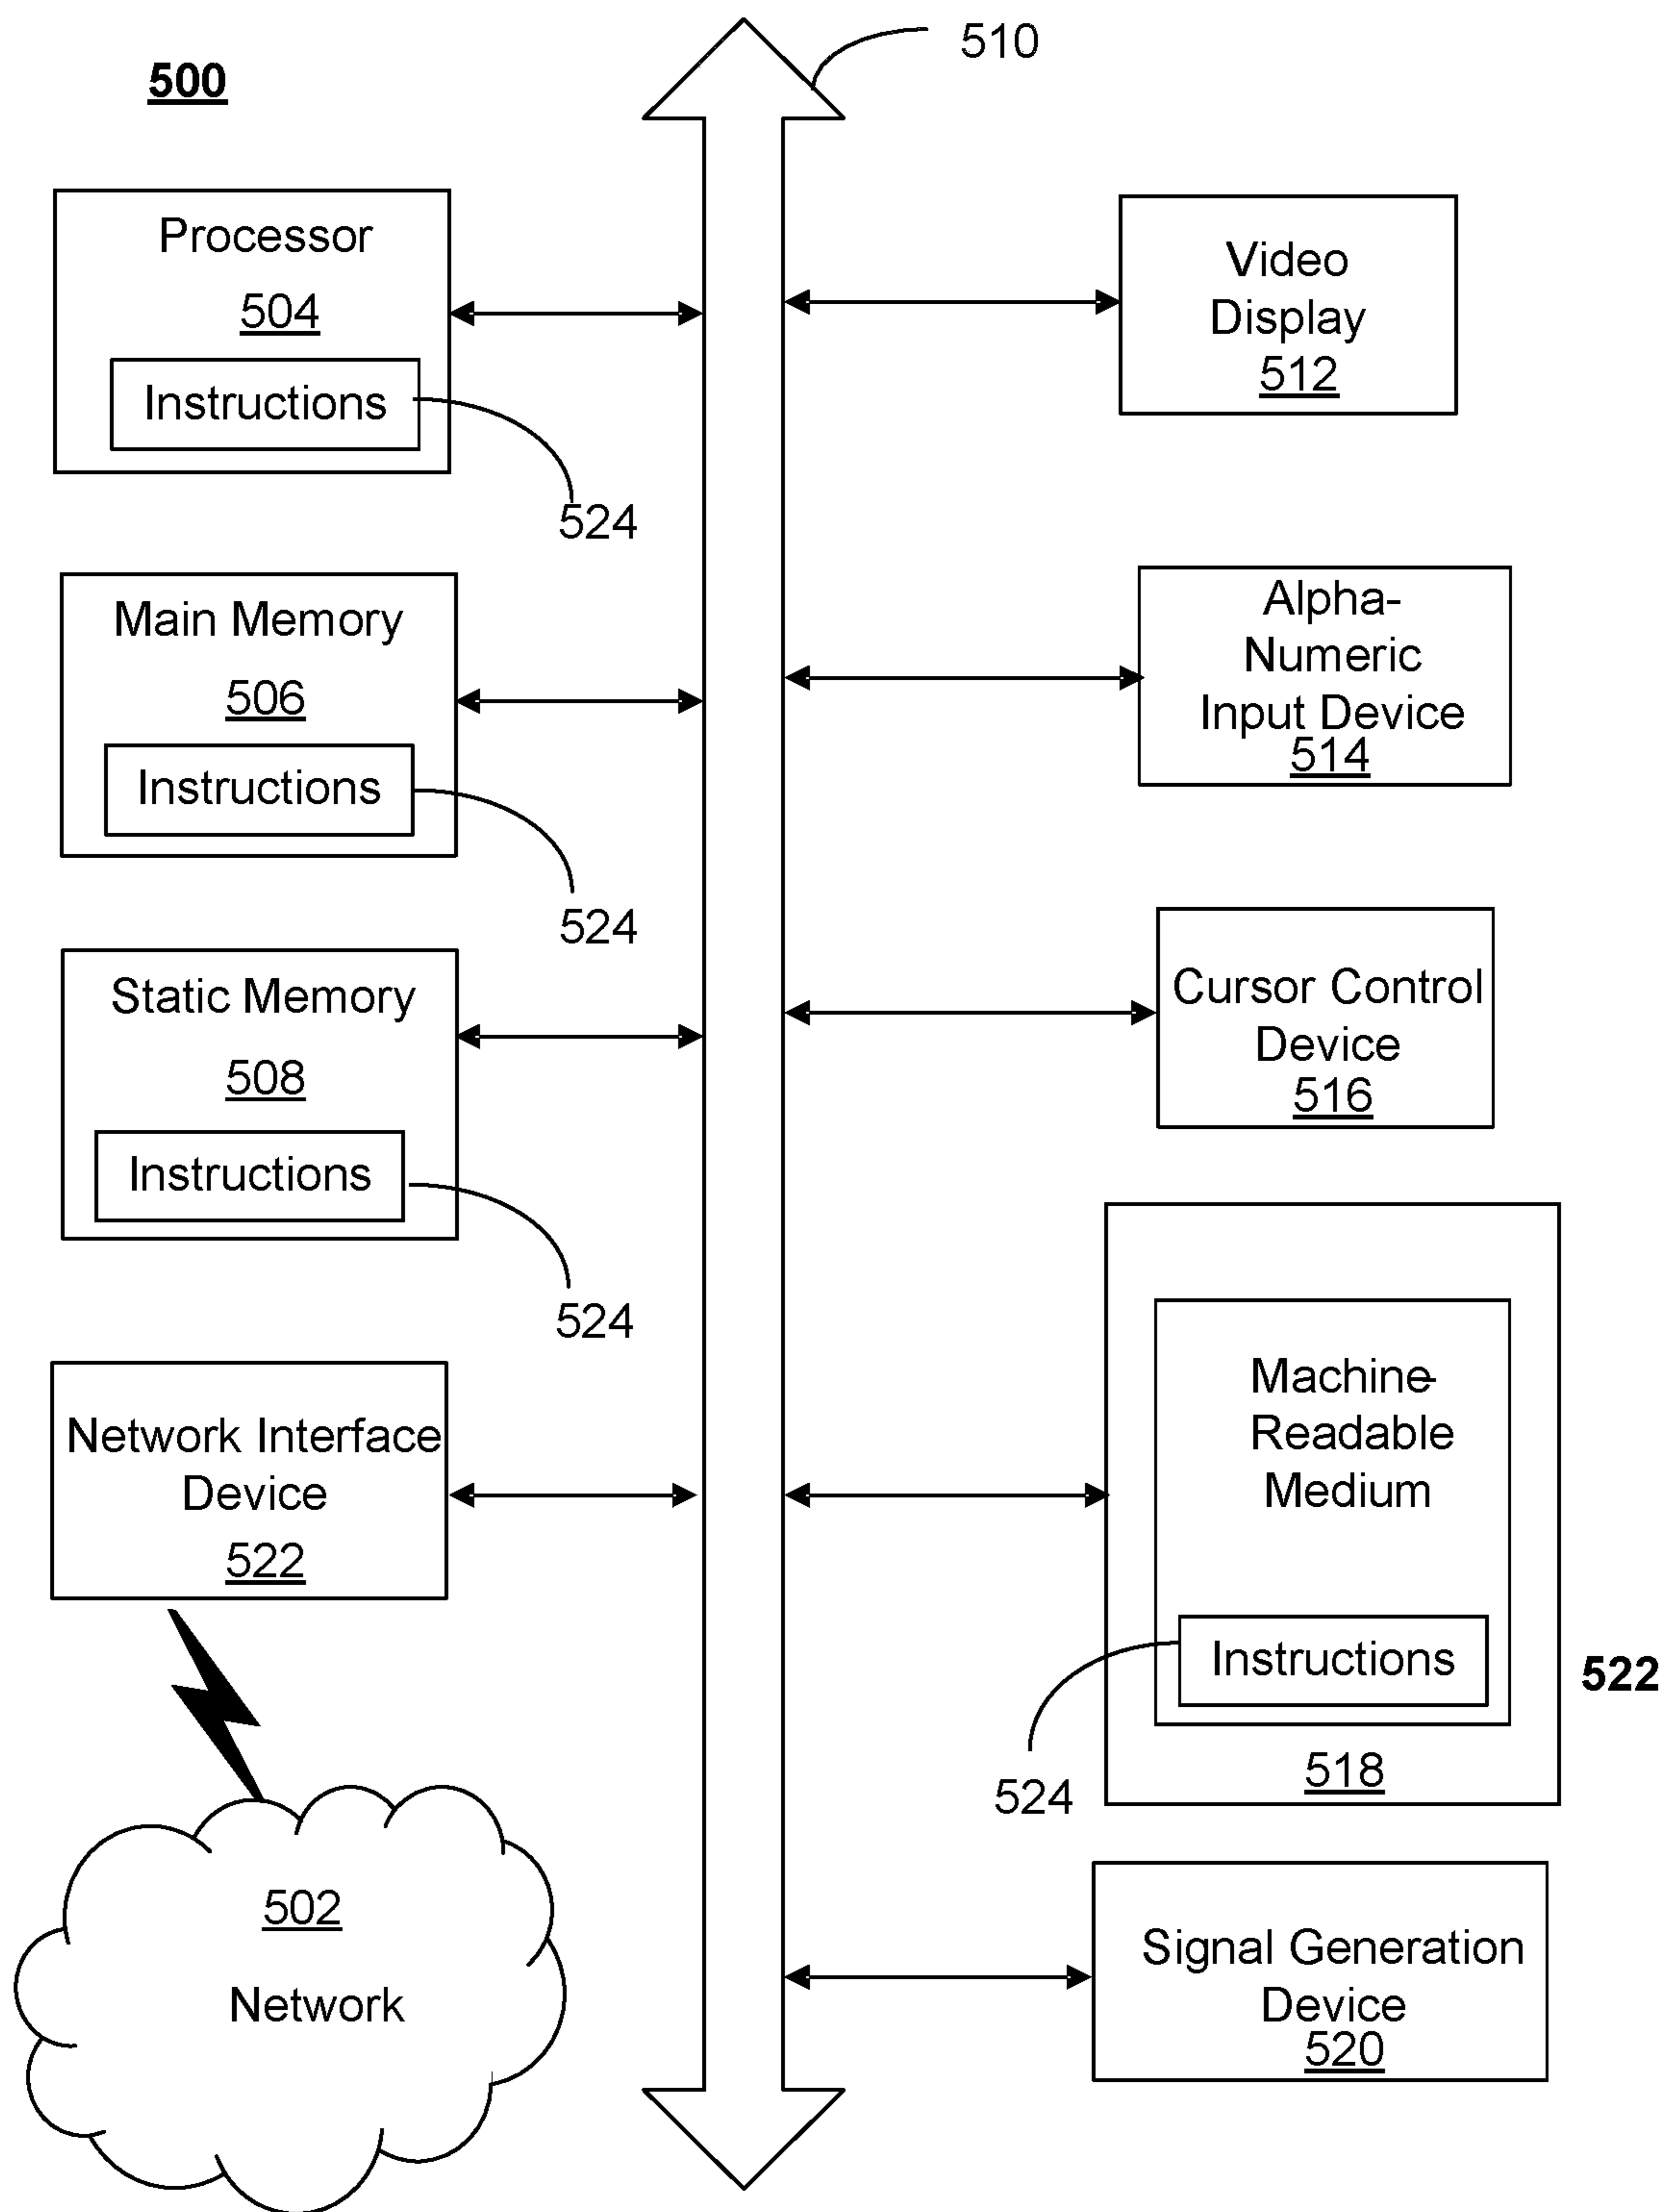 500
510
Processor
504
Instructions
524
Main Memory
506
Instructions
524
Static Memory
508
Instructions
524
Network Interface
Device
522
502
Network
Video
Display
512
Alpha-
Numeric
Input Device
514
Cursor Control
Device
516
Machine-
Readable
Medium
Instructions
522
518
524
Signal Generation
Device
520